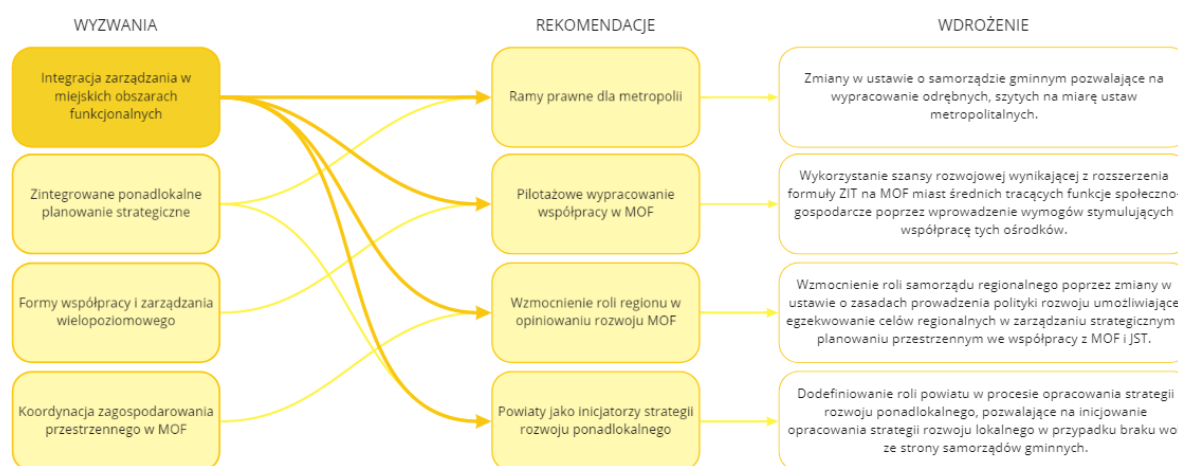 WYZWANIA
REKOMENDACJE
WDROŻENIE
Integracja zarządzania w
miejskich obszarach
funkcjonalnych
Ramy prawne dla metropolii
Zmiany w ustawie o samorządzie gminnym pozwalające na
wypracowanie odrębnych, szytych na miarę ustaw
metropolitalnych.
Zintegrowane ponadlokalne
planowanie strategiczne
Pilotażowe wypracowanie
współpracy w MOF
Wykorzystanie szansy rozwojowej wynikającej z rozszerzenia
formuły ZIT na MOF miast średnich tracących funkcje społeczno-
gospodarcze poprzez wprowadzenie wymogów stymulujących
współpracę tych ośrodków.
Formy współpracy i zarządzania
wielopoziomowego
Wzmocnienie roli regionu w
opiniowaniu rozwoju MOF
Wzmocnienie roli samorządu regionalnego poprzez zmiany w
ustawie o zasadach prowadzenia polityki rozwoju umożliwiające
egzekwowanie celów regionalnych w zarządzaniu strategicznym
planowaniu przestrzennym we współpracy z MOF i JST.
Koordynacja zagospodarowania
przestrzennego w MOF
Powiaty jako inicjatorzy strategii
rozwoju ponadlokalnego
Dodefiniowanie roli powiatu w procesie opracowania strategii
rozwoju ponadlokalnego, pozwalające na inicjowanie
opracowania strategii rozwoju lokalnego w przypadku braku
ze strony samorządów gminnych.